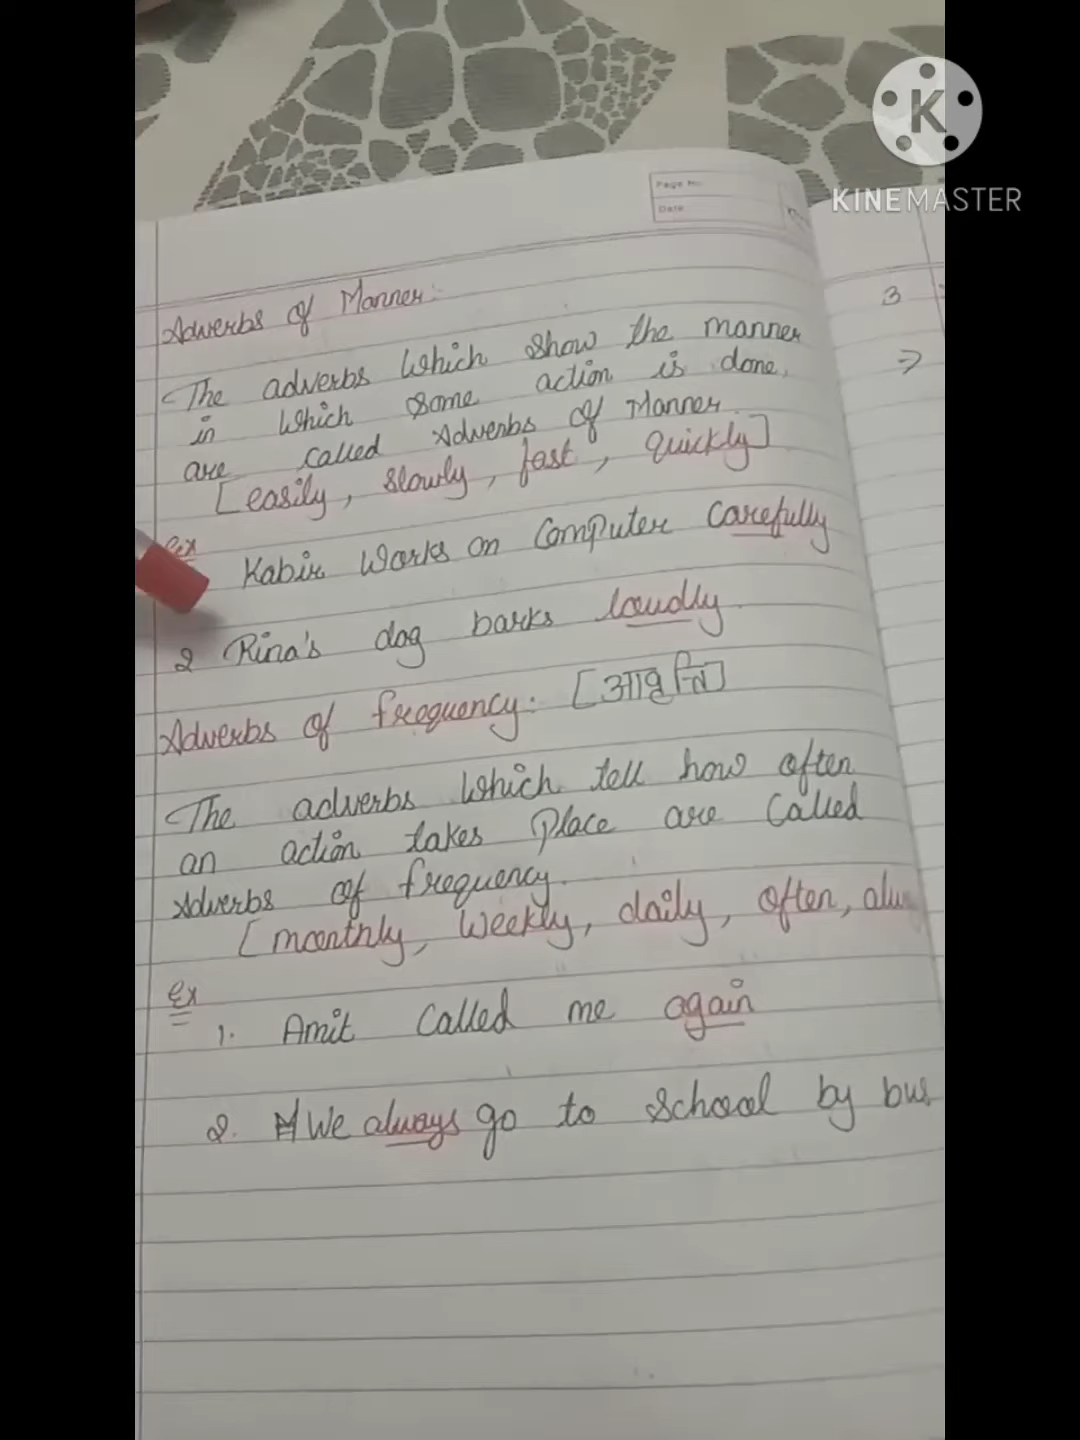 K
KINEMASTER
Page No:
Date
3
⇒
Adverbs of Manner:
The adverbs which show the manner
in which some action is done,
are called Adverbs of Manner.
[easily, slowly, fast, quickly]
Ex
Kabir works on Computer Carefully
2 Rina's dog barks loudly.
Adverbs of frequency: [आवृत्ति]
The adverbs which tell how often
an action takes place are called
Adverbs of frequency.
[monthly, weekly, daily, often,
Ex
1. Amit called me again
2. We always go to school by bus